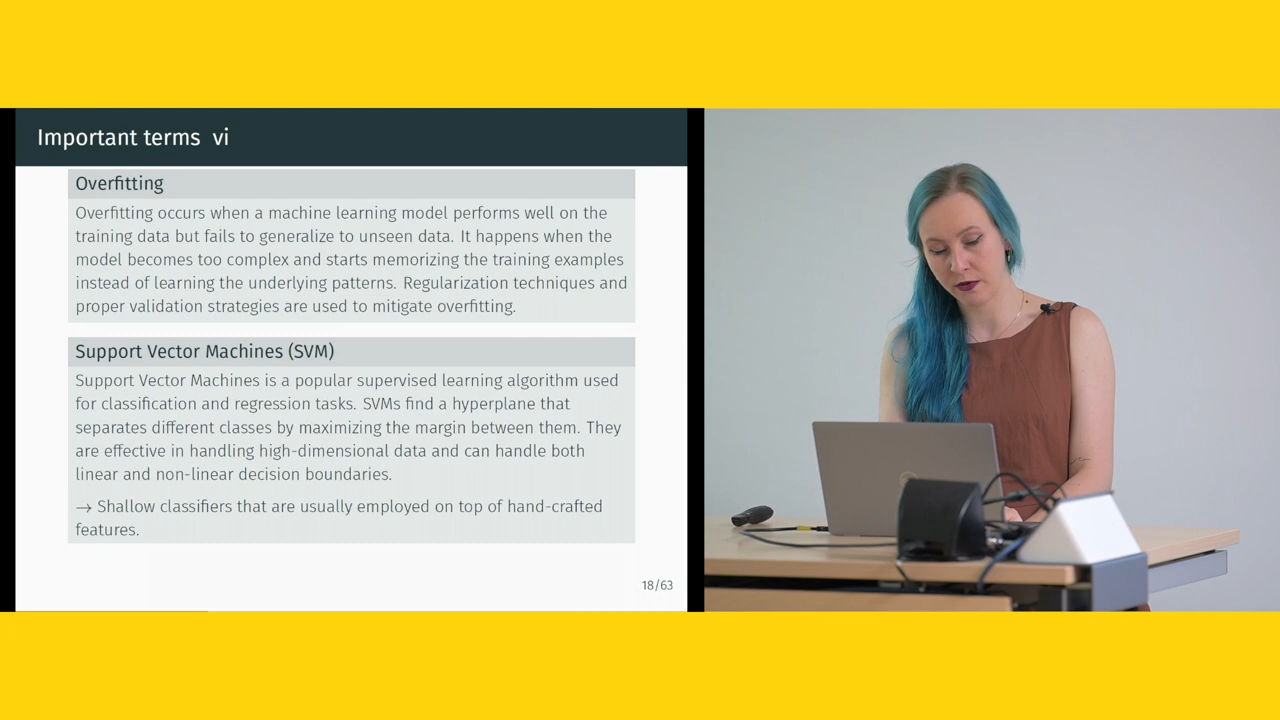 Important terms vi
Overfitting
Overfitting occurs when a machine learning model performs well on the
training data but fails to generalize to unseen data. It happens when the
model becomes too complex and starts memorizing the training examples
instead of learning the underlying patterns. Regularization techniques and
proper validation strategies are used to mitigate overfitting.
Support Vector Machines (SVM)
Support Vector Machines is a popular supervised learning algorithm used
for classification and regression tasks. SVMs find a hyperplane that
separates different classes by maximizing the margin between them. They
are effective in handling high-dimensional data and can handle both
linear and non-linear decision boundaries.
→ Shallow classifiers that are usually employed on top of hand-crafted
features.
18/63